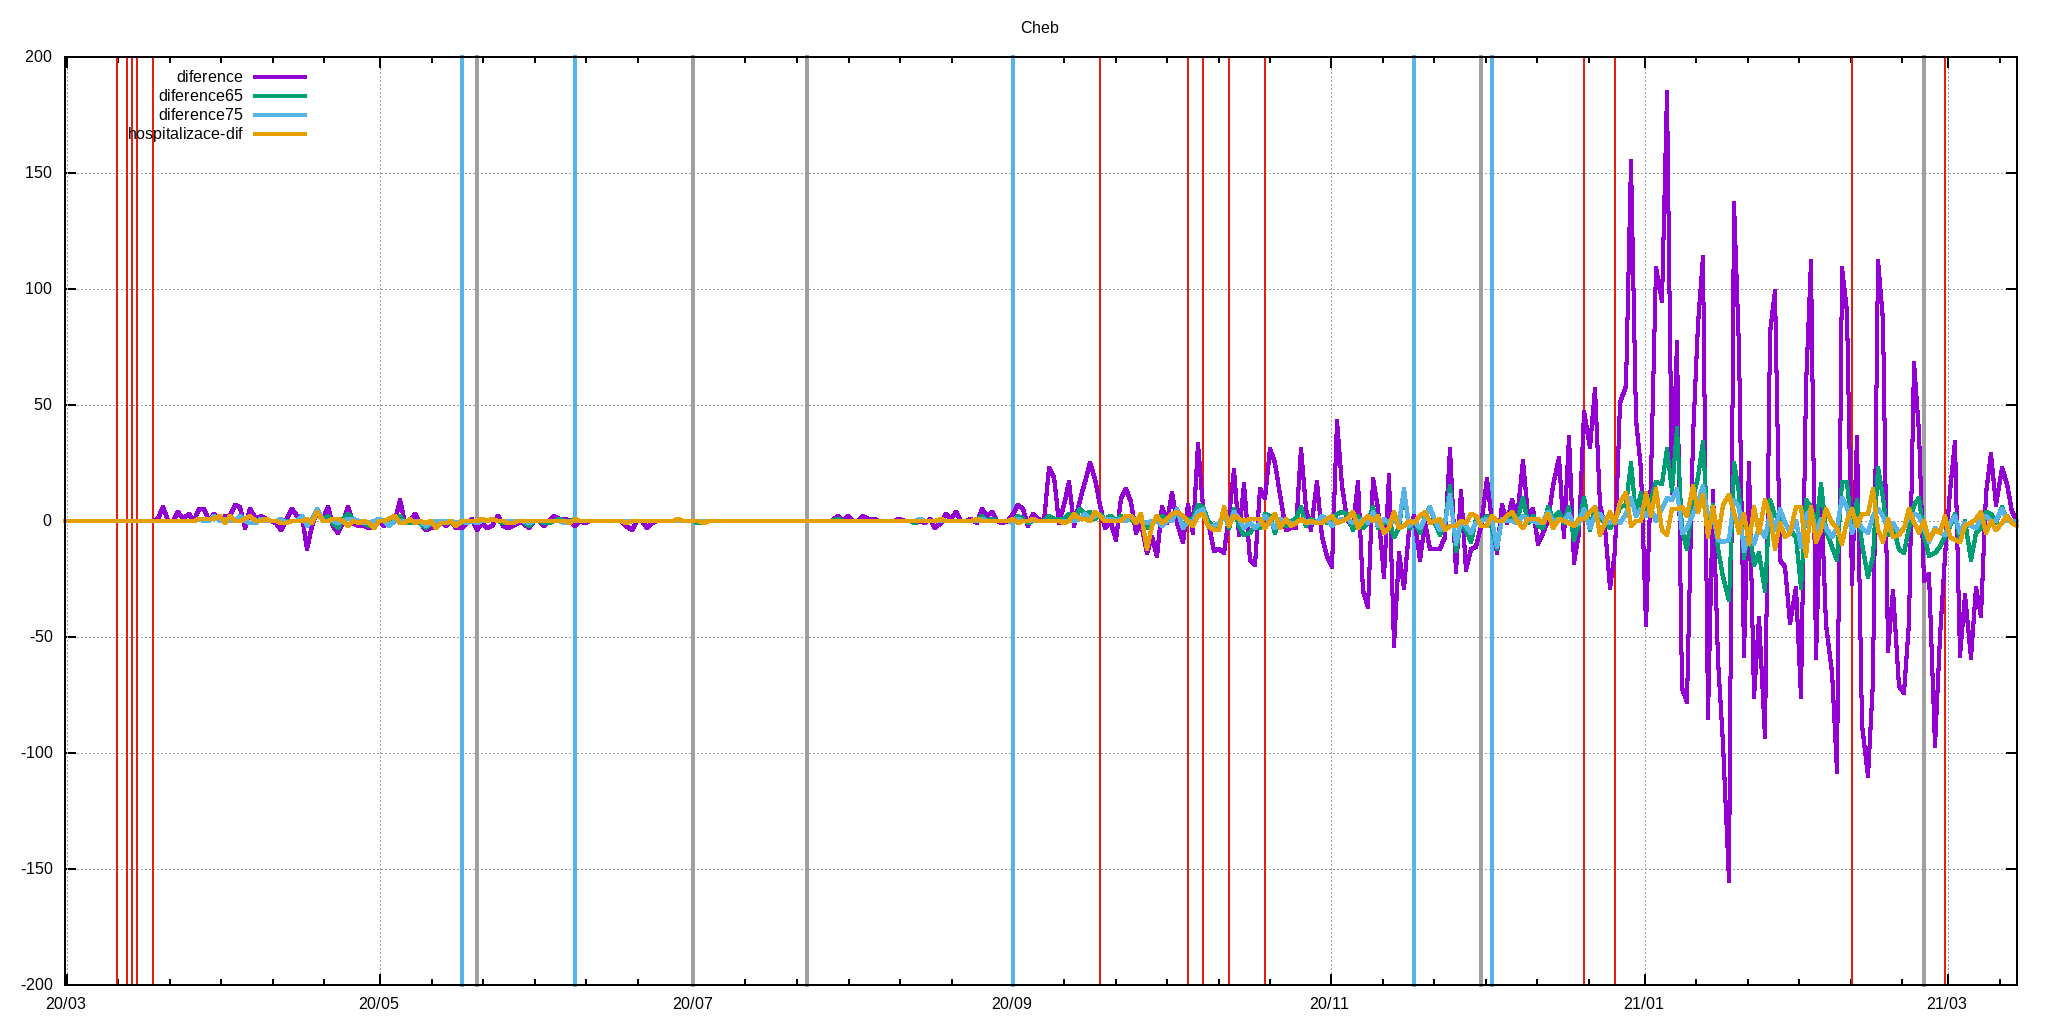 Cheb
200
150
100
50
0
-50
-100
-150
-200
diference
diference65
diference75
hospitalizace-dif
20/03 20/05 20/07 20/09 20/11 21/01 21/03